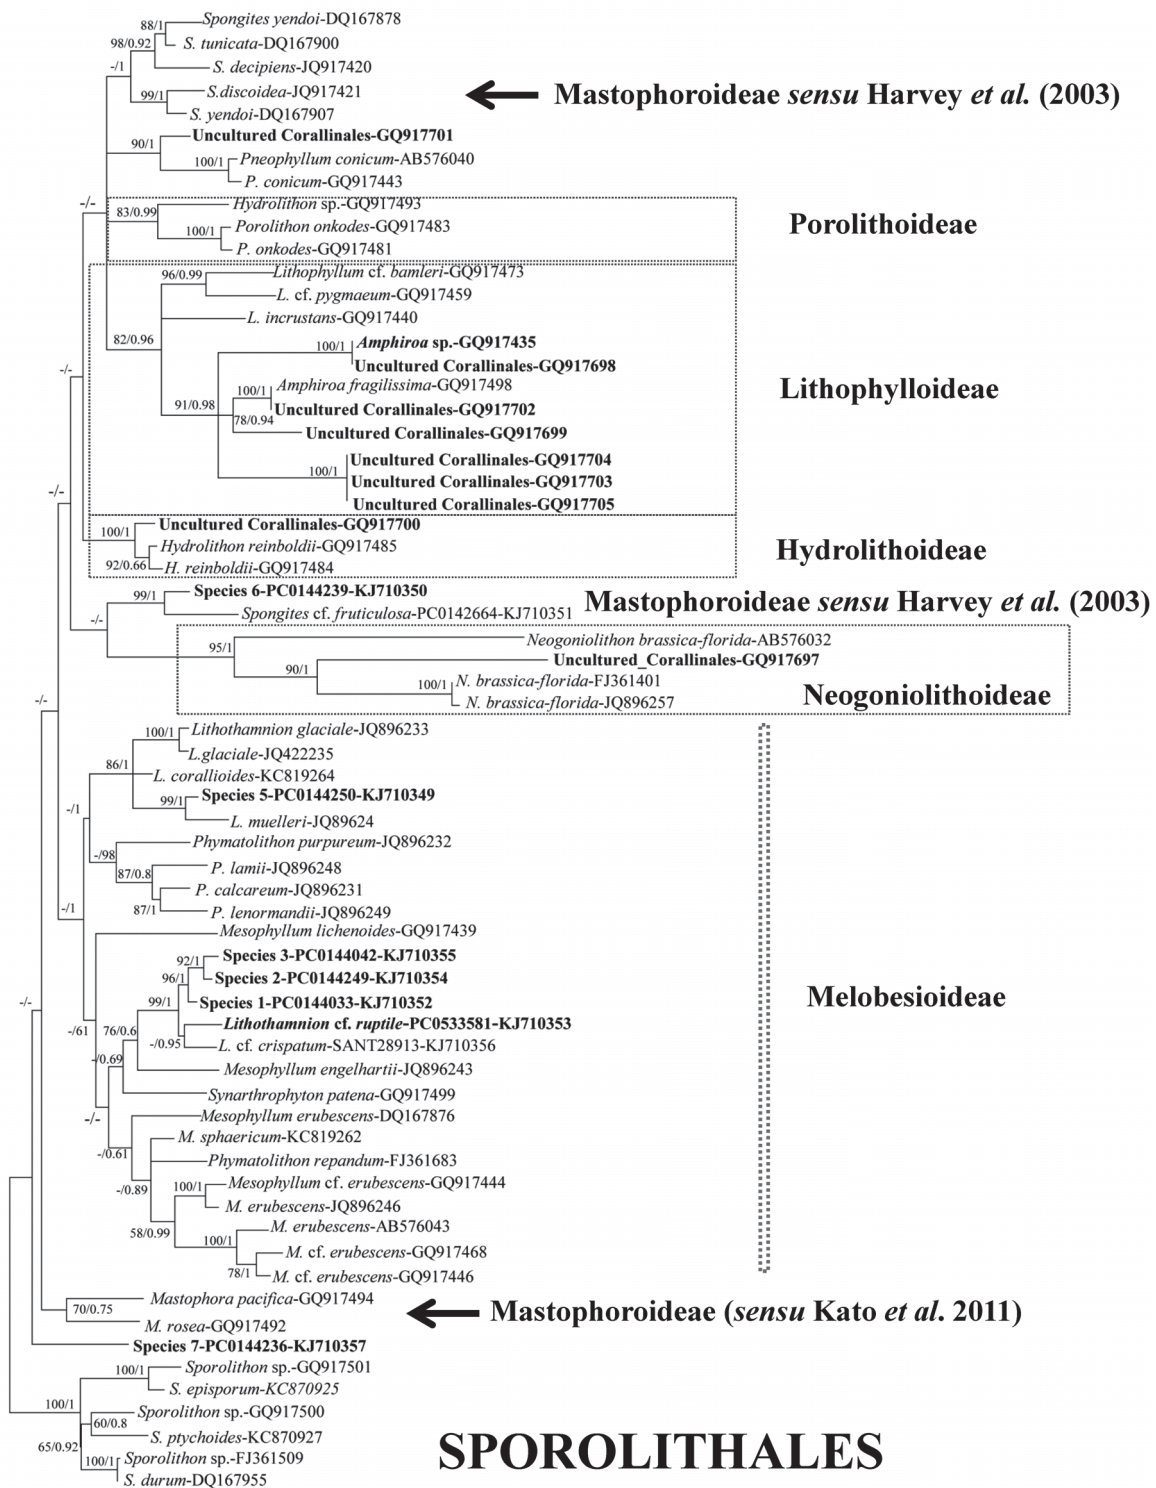 88/1
Spongites yendoi-DQ167878
98/0.92
S. tunicata-DQ167900
-/1
S. decipiens-JQ917420
99/1
S.discoidea-JQ917421
Mastophoroideae sensu Harvey et al. (2003)
S. yendoi-DQ167907
90/1
Uncultured Corallinales-GQ917701
100/1
Pneophyllum conicum-AB576040
P. conicum-GQ917443
-/-
83/0.99
Hydrolithon sp.-GQ917493
Porolithoideae
100/1
Porolithon onkodes-GQ917483
P. onkodes-GQ917481
96/0.99
Lithophyllum cf. bamleri-GQ917473
L. cf. pygmaeum-GQ917459
L. incrustans-GQ917440
82/0.96
100/1
Amphiroa sp.-GQ917435
Uncultured Corallinales-GQ917698
-/-
100/1
Amphiroa fragilissima-GQ917498
Lithophylloideae
91/0.98
Uncultured Corallinales-GQ917702
78/0.94
Uncultured Corallinales-GQ917699
Uncultured Corallinales-GQ917704
100/1
Uncultured Corallinales-GQ917703
-/-
Uncultured Corallinales-GQ917705
100/1
Uncultured Corallinales-GQ917700
Hydrolithon reinboldii-GQ917485
Hydrolithoideae
92/0.66
H. reinboldii-GQ917484
99/1
Species 6-PC0144239-KJ710350
Mastophoroideae sensu Harvey et al. (2003)
-/-
Spongites cf. fruticulosa-PC0142664-KJ710351
95/1
Neogoniolithon brassica-florida-AB576032
90/1
Uncultured_Corallinales-GQ917697
100/1
N. brassica-florida-FJ361401
Neogoniolithoideae
-/-
N. brassica-florida-JQ896257
100/1
Lithothamnion glaciale-JQ896233
L.glaciale-JQ422235
86/1
L. corallioides-KC819264
99/1
Species 5-PC0144250-KJ710349
-/1
L. muelleri-JQ89624
Phymatolithon purpureum-JQ896232
-/98
P. lamii-JQ896248
87/0.8
P. calcareum-JQ896231
87/1
P. lenormandii-JQ896249
-/1
Mesophyllum lichenoides-GQ917439
92/1
Species 3-PC0144042-KJ710355
96/1
Species 2-PC0144249-KJ710354
Melobesioideae
-/-
99/1
Species 1-PC0144033-KJ710352
-/61
76/0.6
Lithothamnion cf. ruptile-PC0533581-KJ710353
-/0.95
L. cf. crispatum-SANT28913-KJ710356
-/0.69
Mesophyllum engelhartii-JQ896243
Synarthrophyton patena-GQ917499
-/-
Mesophyllum erubescens-DQ167876
M. sphaericum-KC819262
-/0.61
Phymatolithon repandum-FJ361683
-/0.89
100/1
Mesophyllum cf. erubescens-GQ917444
M. erubescens-JQ896246
58/0.99
M. erubescens-AB576043
100/1
M. cf. erubescens-GQ917468
78/1
M. cf. erubescens-GQ917446
Mastophora pacifica-GQ917494
70/0.75
Mastophoroideae (sensu Kato et al. 2011)
M. rosea-GQ917492
Species 7-PC0144236-KJ710357
100/1
Sporolithon sp.-GQ917501
S. episporum-KC870925
100/1
Sporolithon sp.-GQ917500
60/0.8
S. ptychoides-KC870927
65/0.92
SPOROLITHALES
100/1
Sporolithon sp.-FJ361509
S. durum-DQ167955